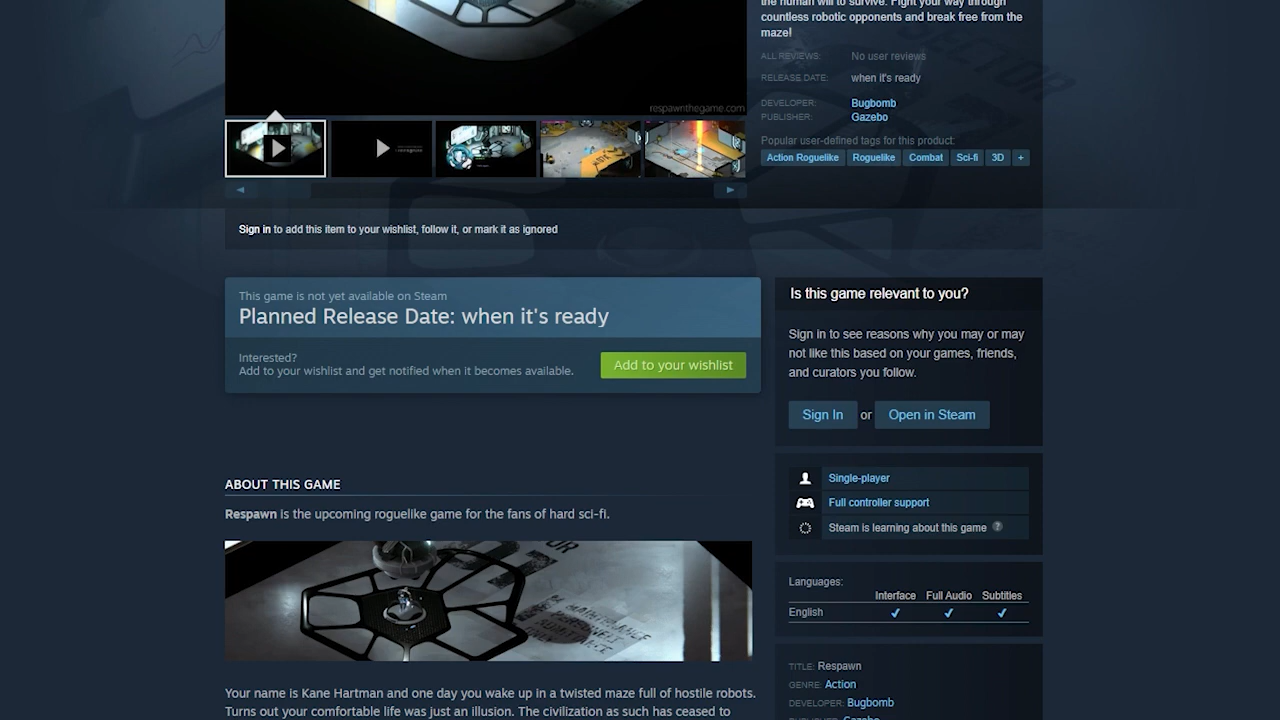 the human will to survive. Fight your way through
countless robotic opponents and break free from the
maze!
respawnthegame.com
ALL REVIEWS: No user reviews
RELEASE DATE: when it's ready
DEVELOPER: Bugbomb
PUBLISHER: Gazebo
Popular user-defined tags for this product:
Action Roguelike Roguelike Combat Sci-fi 3D +
Sign in to add this item to your wishlist, follow it, or mark it as ignored
This game is not yet available on Steam
Planned Release Date: when it's ready
Interested?
Add to your wishlist and get notified when it becomes available.
Add to your wishlist
Is this game relevant to you?
Sign in to see reasons why you may or may
not like this based on your games, friends,
and curators you follow.
Sign In or Open in Steam
ABOUT THIS GAME
Respawn is the upcoming roguelike game for the fans of hard sci-fi.
Single-player
Full controller support
Steam is learning about this game ?
Languages:
Interface Full Audio Subtitles
English ✔ ✔ ✔
Your name is Kane Hartman and one day you wake up in a twisted maze full of hostile robots.
Turns out your comfortable life was just an illusion. The civilization as such has ceased to
TITLE: Respawn
GENRE: Action
DEVELOPER: Bugbomb
PUBLISHER: Gazebo